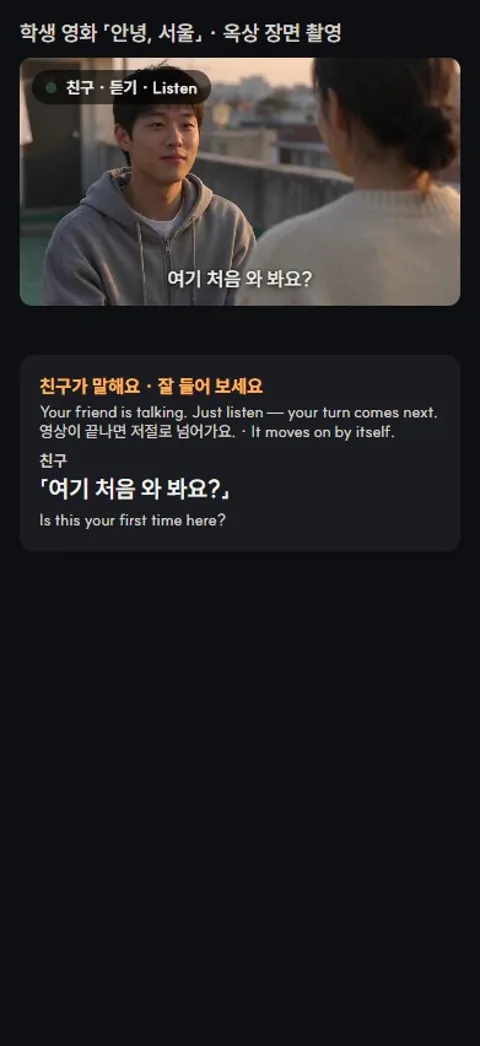 학생 영화 「안녕, 서울」 · 옥상 장면 촬영
친구 · 듣기 · Listen
여기 처음 와 봐요?
친구가 말해요 · 잘 들어 보세요
Your friend is talking. Just listen — your turn comes next.
영상이 끝나면 저절로 넘어가요. · It moves on by itself.
친구
「여기 처음 와 봐요?」
Is this your first time here?